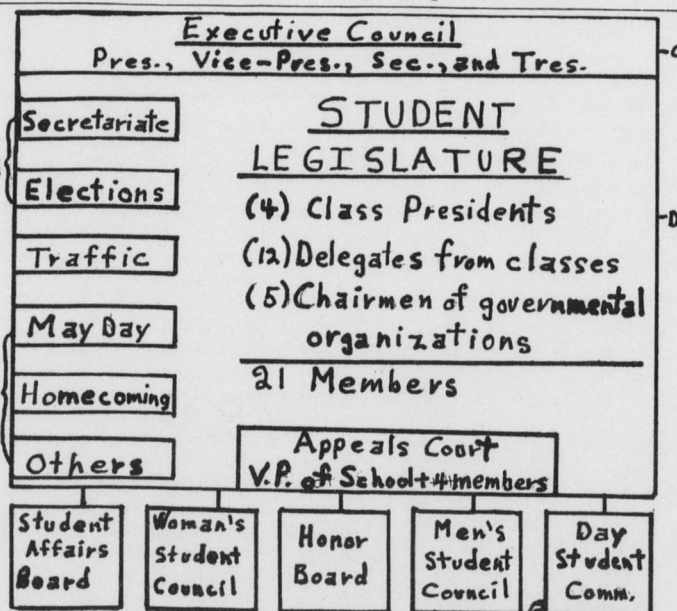 Executive Council
Pres., Vice-Pres., Sec., and Tres.
Secretariate
Elections
Traffic
May Day
Homecoming
Others
STUDENT
LEGISLATURE
(4) Class Presidents
(12) Delegates from classes
(5) Chairmen of governmental
organizations
21 Members
Appeals Court
V.P. of School + 4 members
Student
Affairs
Board
Woman's
Student
Council
Honor
Board
Men's
Student
Council
Day
Student
Comm.